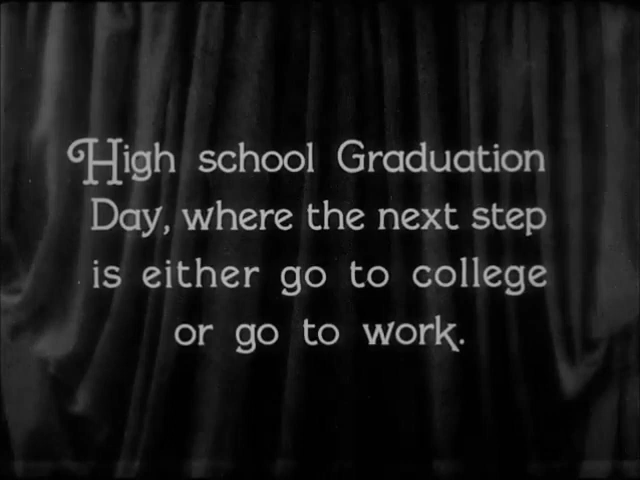 High school Graduation
Day, where the next step
is either go to college
or go to work.